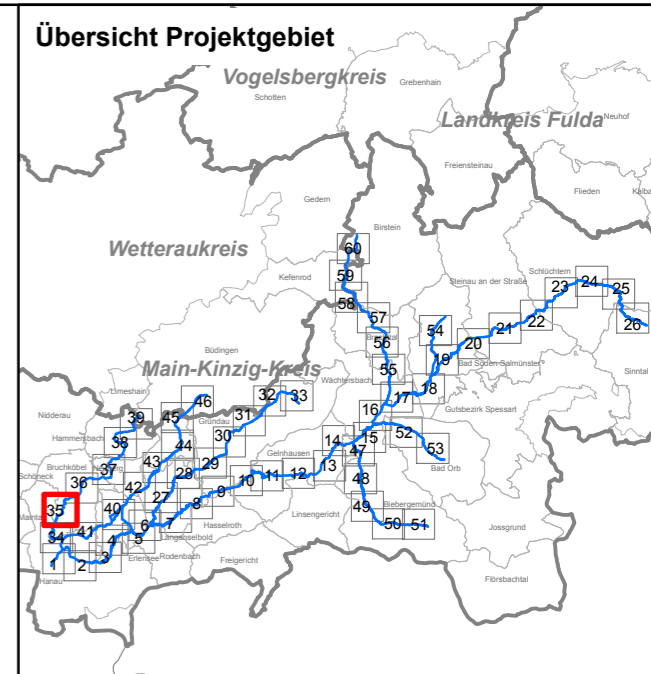 Übersicht Projektgebiet
Vogelsbergkreis
Grebenhain
Schotten
Landkreis Fulda
Neuhof
Freiensteinau
Flieden
Gedern
Birstein
Wetteraukreis
60
Kefenrod
59
Steinau an der Straße
Schlüchtern
23
24
25
58
57
54
22
26
21
56
20
Büdingen
19
Bad Soden-Salmünster
Sinntal
Main-Kinzig-Kreis
Wächtersbach
55
18
17
Limeshain
46
32
33
Gutsbezirk Spessart
Nidderau
39
45
Gründau
31
16
Hammersbach
38
30
14
15
52
44
Gelnhausen
47
53
Bruchköbel
43
29
13
Bad Orb
Schöneck
37
28
10
11
12
48
36
42
9
Linsengericht
35
27
8
49
Biebergemünd
40
Hasselroth
50
51
Jossgrund
34
41
6
7
Langenselbold
4
5
Freigericht
1
2
3
Erlensee
Rodenbach
Hanau
Flörsbachtal